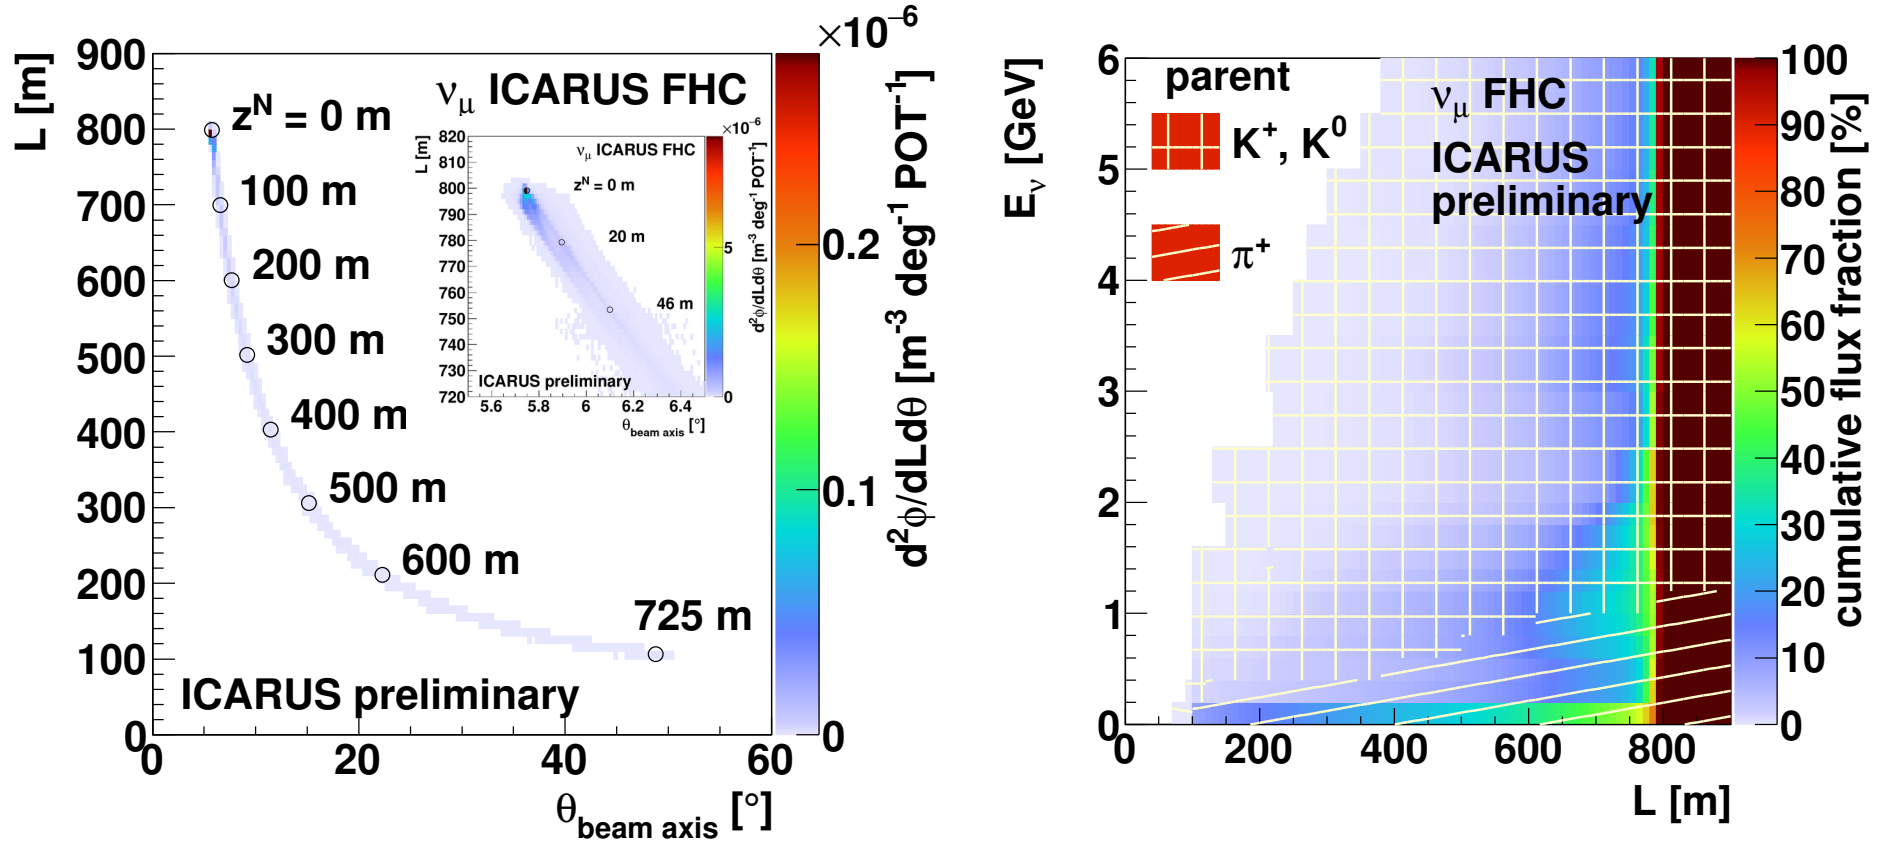 ×10⁻⁶
L [m]
900
800
700
600
500
400
300
200
100
0
ν_μ ICARUS FHC
z^N = 0 m
100 m
200 m
300 m
400 m
500 m
600 m
725 m
ICARUS preliminary
0 20 40 60
θ_beam axis [°]
0.2
0.1
0
d²ϕ/dLdθ [m⁻³ deg⁻¹ POT⁻¹]
L [m]
820
810
800
790
780
770
760
750
740
730
720
×10⁻⁶
ν_μ ICARUS FHC
z^N = 0 m
20 m
46 m
ICARUS preliminary
5.6 5.8 6 6.2 6.4
θ_beam axis [°]
5
0
d²ϕ/dLdθ [m⁻³ deg⁻¹ POT⁻¹]
E_ν [GeV]
6
5
4
3
2
1
0
parent
K⁺, K⁰
π⁺
ν_μ FHC
ICARUS
preliminary
0 200 400 600 800
L [m]
100
90
80
70
60
50
40
30
20
10
0
cumulative flux fraction [%]